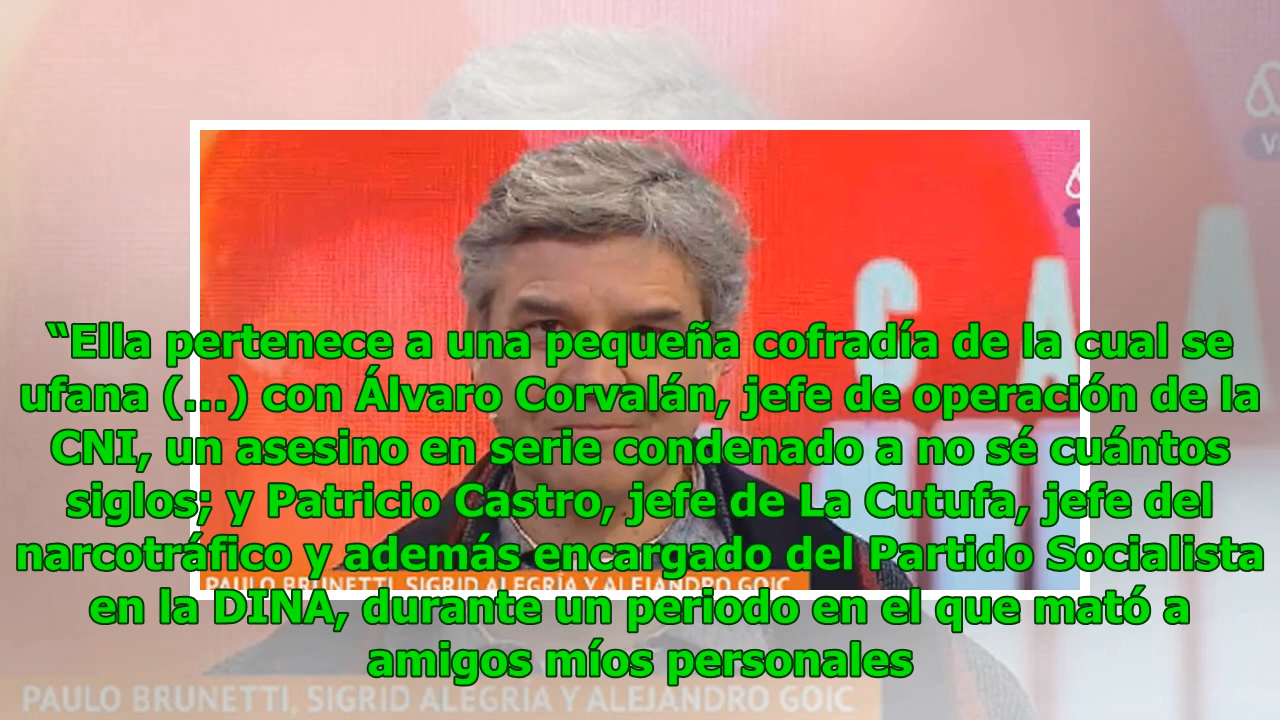 C A
V
A
V
“Ella pertenece a una pequeña cofradía de la cual se
ufana (...) con Álvaro Corvalán, jefe de operación de la
CNI, un asesino en serie condenado a no sé cuántos
siglos; y Patricio Castro, jefe de La Cutufa, jefe del
narcotráfico y además encargado del Partido Socialista
en la DINA, durante un periodo en el que mató a
amigos míos personales
PAULO BRUNETTI, SIGRID ALEGRÍA Y ALEJANDRO GOIC
PAULO BRUNETTI, SIGRID ALEGRÍA Y ALEJANDRO GOIC